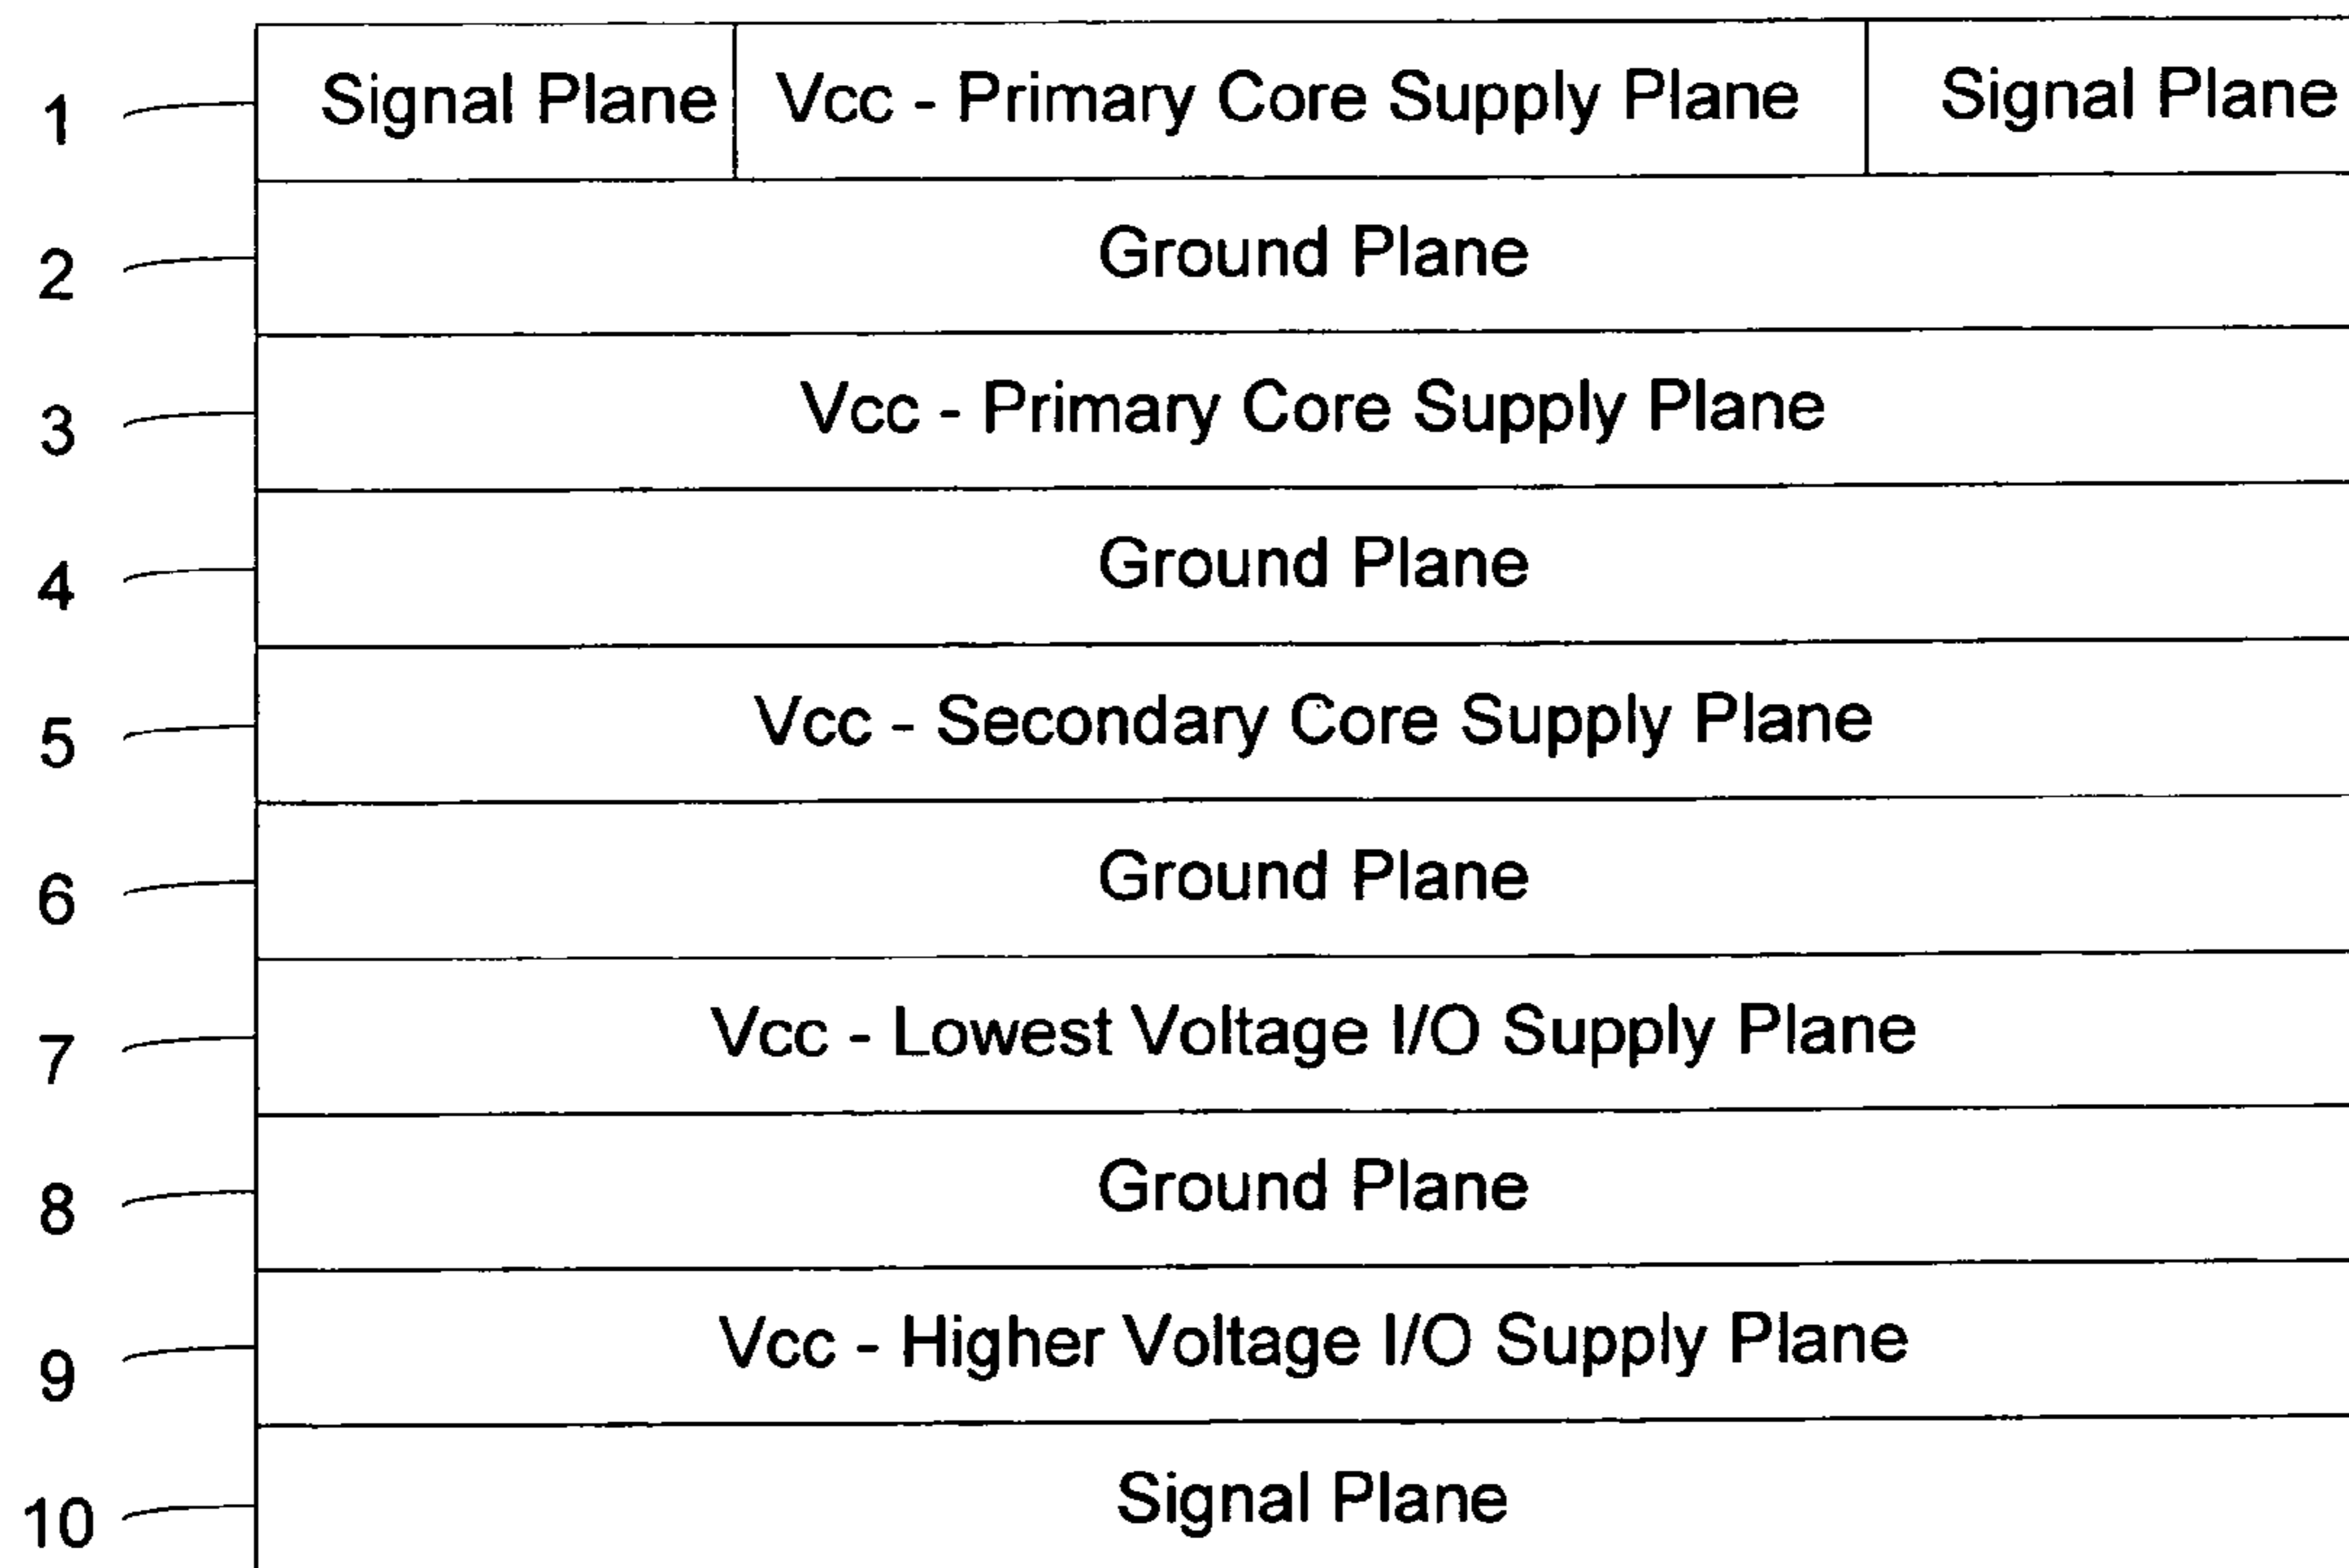 1 Signal Plane Vcc - Primary Core Supply Plane Signal Plane
2 Ground Plane
3 Vcc - Primary Core Supply Plane
4 Ground Plane
5 Vcc - Secondary Core Supply Plane
6 Ground Plane
7 Vcc - Lowest Voltage I/O Supply Plane
8 Ground Plane
9 Vcc - Higher Voltage I/O Supply Plane
10 Signal Plane